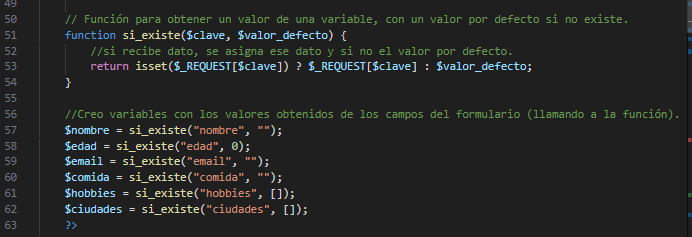 49
50 // Función para obtener un valor de una variable, con un valor por defecto si no existe.
51 function si_existe($clave, $valor_defecto) {
52 //si recibe dato, se asigna ese dato y si no el valor por defecto.
53 return isset($_REQUEST[$clave]) ? $_REQUEST[$clave] : $valor_defecto;
54 }
55
56 //Creo variables con los valores obtenidos de los campos del formulario (llamando a la función).
57 $nombre = si_existe("nombre", "");
58 $edad = si_existe("edad", 0);
59 $email = si_existe("email", "");
60 $comida = si_existe("comida", "");
61 $hobbies = si_existe("hobbies", []);
62 $ciudades = si_existe("ciudades", []);
63 ?>